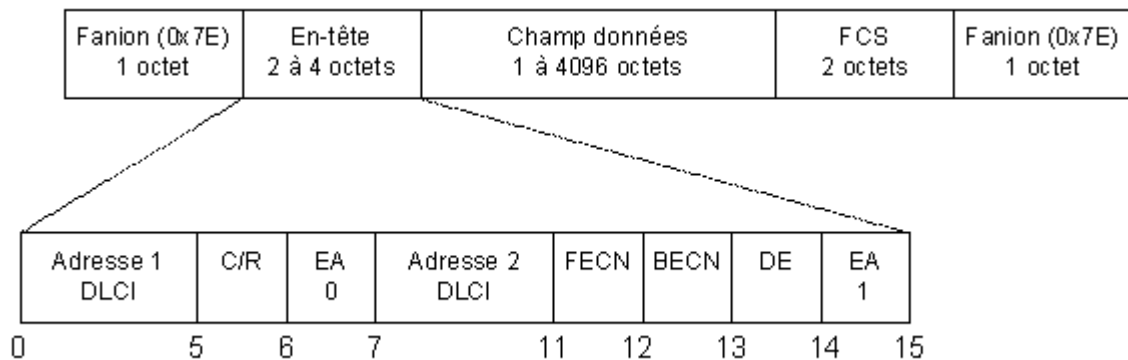 Fanion (0x7E) En-tête Champ données FCS Fanion (0x7E)
1 octet 2 à 4 octets 1 à 4096 octets 2 octets 1 octet
Adresse 1 C/R EA Adresse 2 FECN BECN DE EA
DLCI 0 DLCI 1
0 5 6 7 11 12 13 14 15